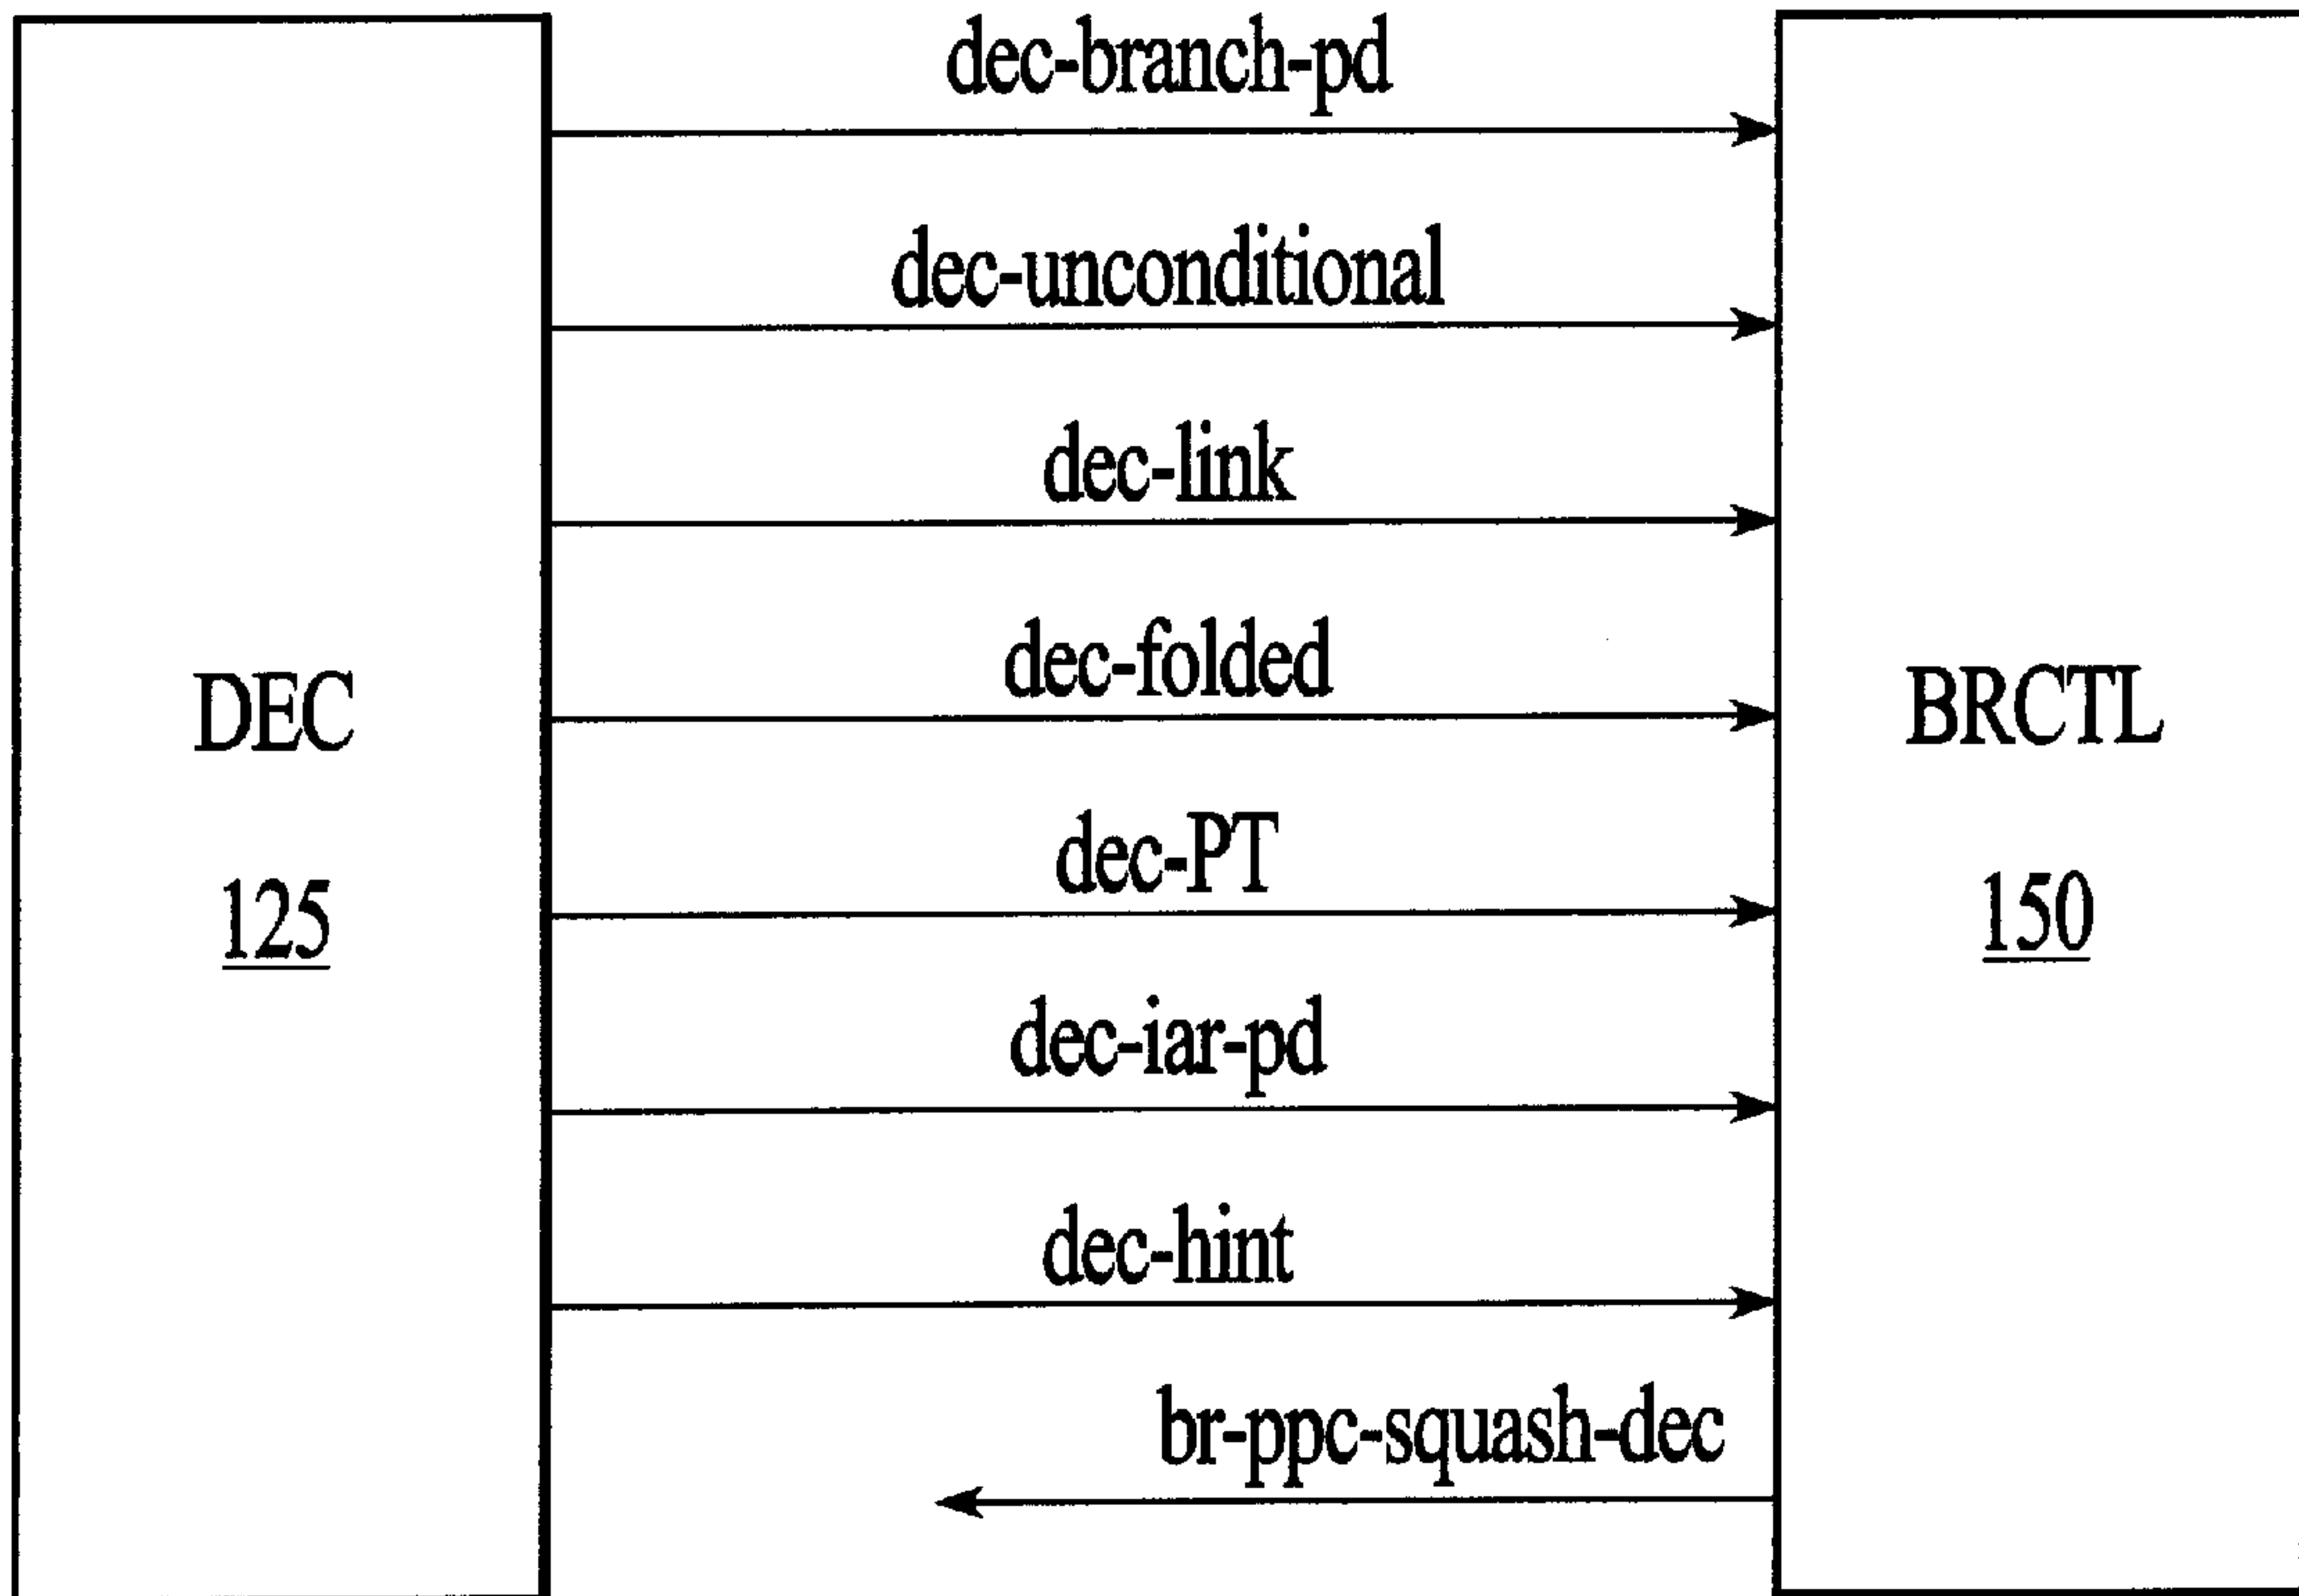 dec-branch-pd
dec-unconditional
dec-link
dec-folded
DEC
BRCTL
dec-PT
125
150
dec-iar-pd
dec-hint
br-ppc-squash-dec